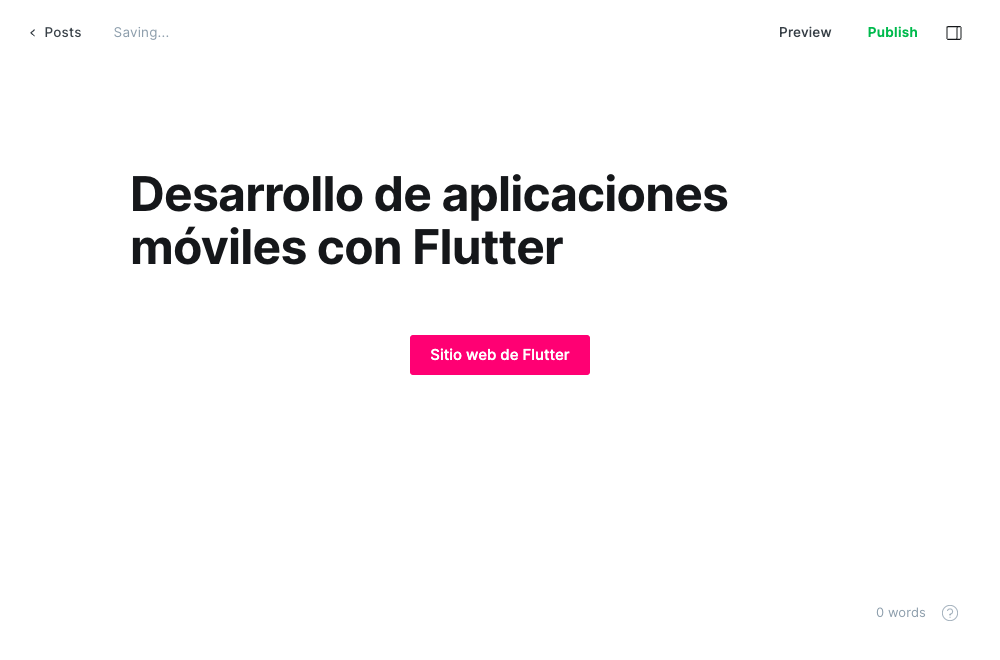 Posts
Saving...
Preview
Publish
Desarrollo de aplicaciones
móviles con Flutter
Sitio web de Flutter
0 words
?